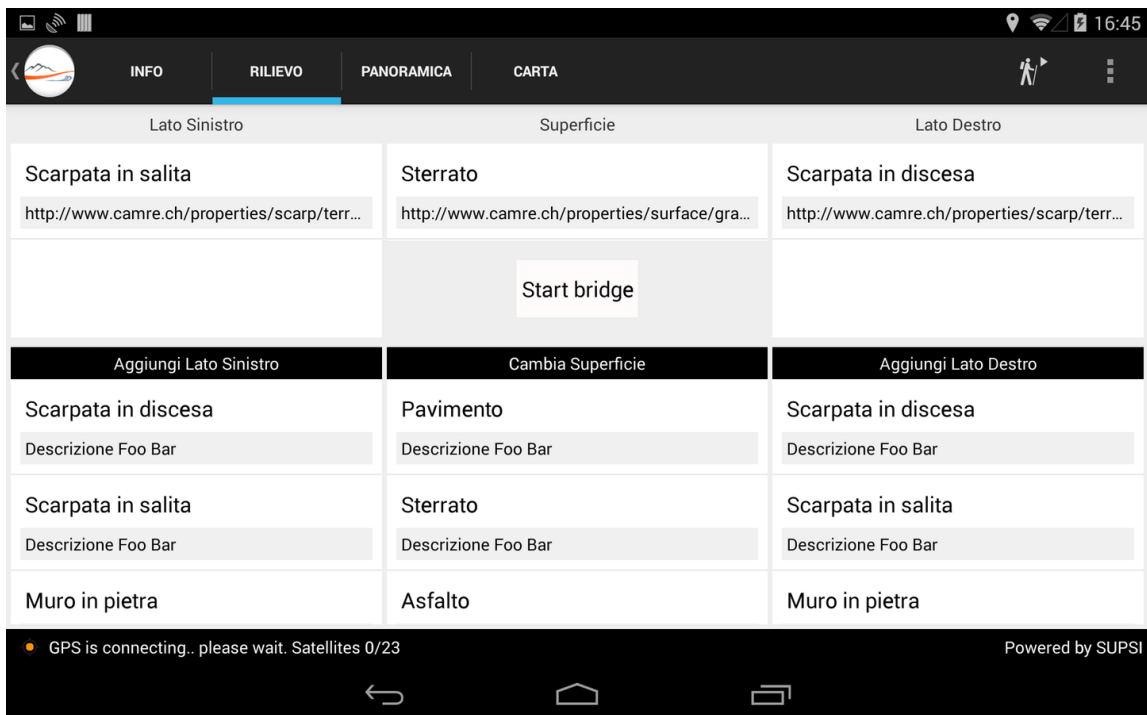 16:45
INFO RILIEVO PANORAMICA CARTA
Lato Sinistro Superficie Lato Destro
Scarpata in salita Sterrato Scarpata in discesa
http://www.camre.ch/properties/scarp/terr... http://www.camre.ch/properties/surface/gra... http://www.camre.ch/properties/scarp/terr...
Start bridge
Aggiungi Lato Sinistro Cambia Superficie Aggiungi Lato Destro
Scarpata in discesa Pavimento Scarpata in discesa
Descrizione Foo Bar Descrizione Foo Bar Descrizione Foo Bar
Scarpata in salita Sterrato Scarpata in salita
Descrizione Foo Bar Descrizione Foo Bar Descrizione Foo Bar
Muro in pietra Asfalto Muro in pietra
GPS is connecting.. please wait. Satellites 0/23 Powered by SUPSI